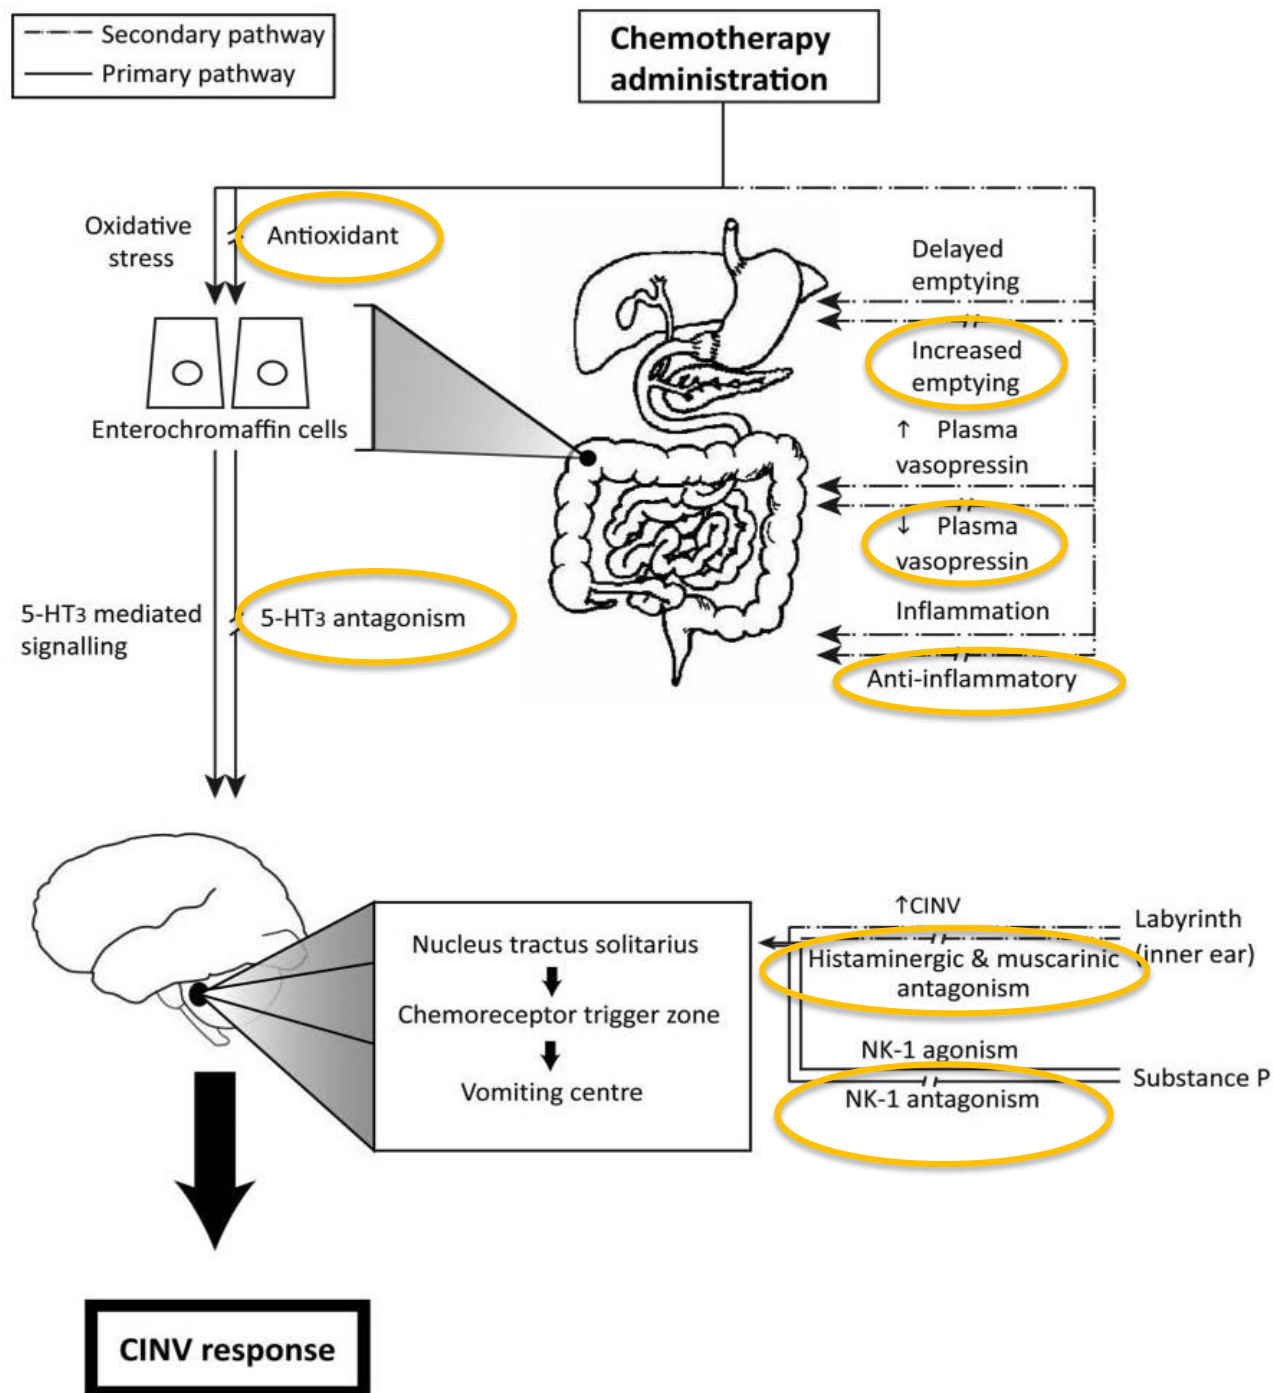 Secondary pathway
Primary pathway
Chemotherapy
administration
Oxidative
stress
Antioxidant
Enterochromaffin cells
Delayed
emptying
Increased
emptying
↑ Plasma
vasopressin
↓ Plasma
vasopressin
Inflammation
Anti-inflammatory
5-HT3 mediated
signalling
5-HT3 antagonism
Nucleus tractus solitarius
Chemoreceptor trigger zone
Vomiting centre
↑CINV
Labyrinth
(inner ear)
Histaminergic & muscarinic
antagonism
NK-1 agonism
Substance P
NK-1 antagonism
CINV response